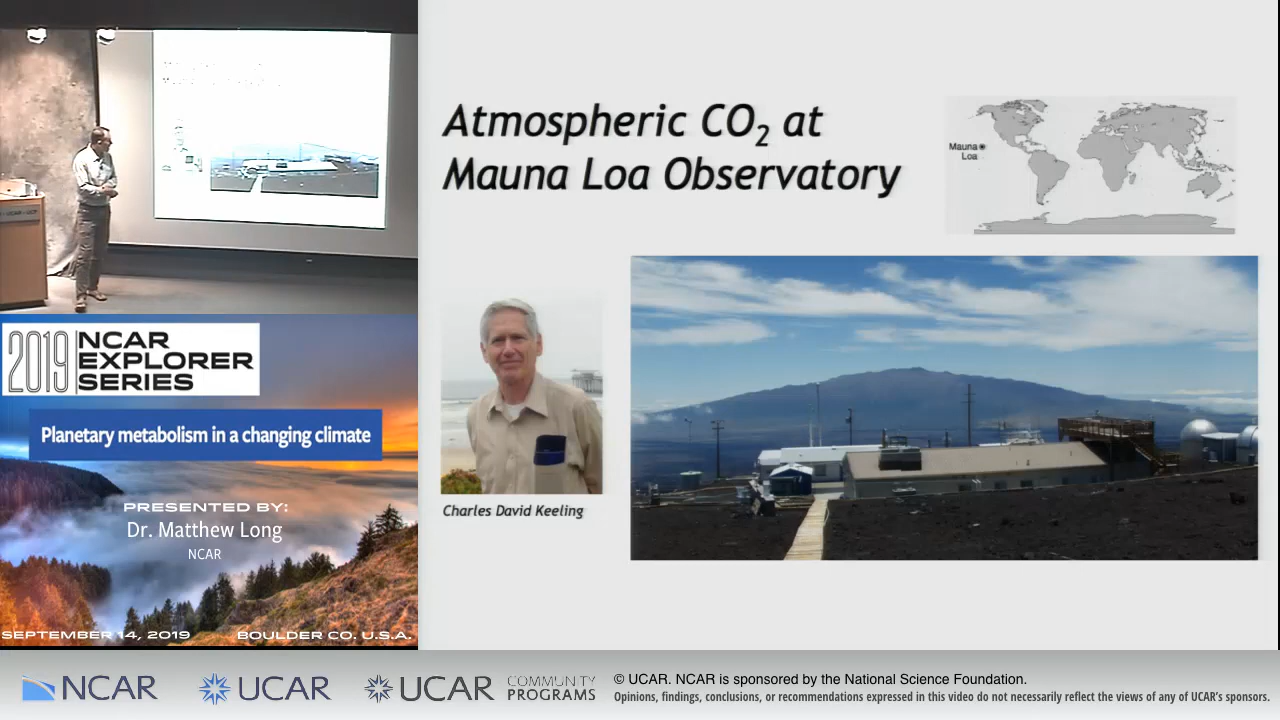 Atmospheric CO2 at
Mauna Loa Observatory
Mauna
Loa
Charles David Keeling
2019 NCAR
EXPLORER
SERIES
Planetary metabolism in a changing climate
PRESENTED BY:
Dr. Matthew Long
NCAR
SEPTEMBER 14, 2019 BOULDER CO. U.S.A.
NCAR UCAR UCAR COMMUNITY PROGRAMS
© UCAR. NCAR is sponsored by the National Science Foundation.
Opinions, findings, conclusions, or recommendations expressed in this video do not necessarily reflect the views of any of UCAR's sponsors.